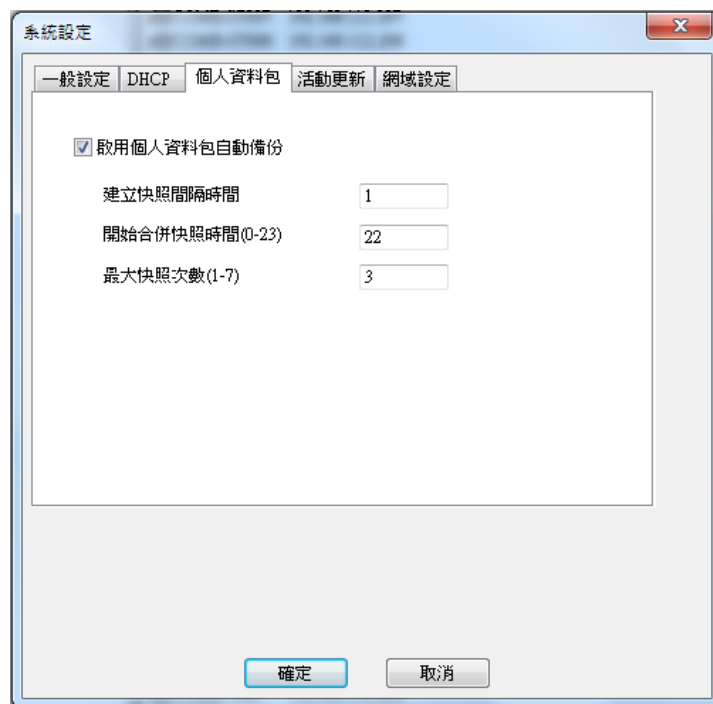 系統設定
一般設定 DHCP 個人資料包 活動更新 網域設定
啟用個人資料包自動備份
建立快照間隔時間 1
開始合併快照時間(0-23) 22
最大快照次數(1-7) 3
確定 取消